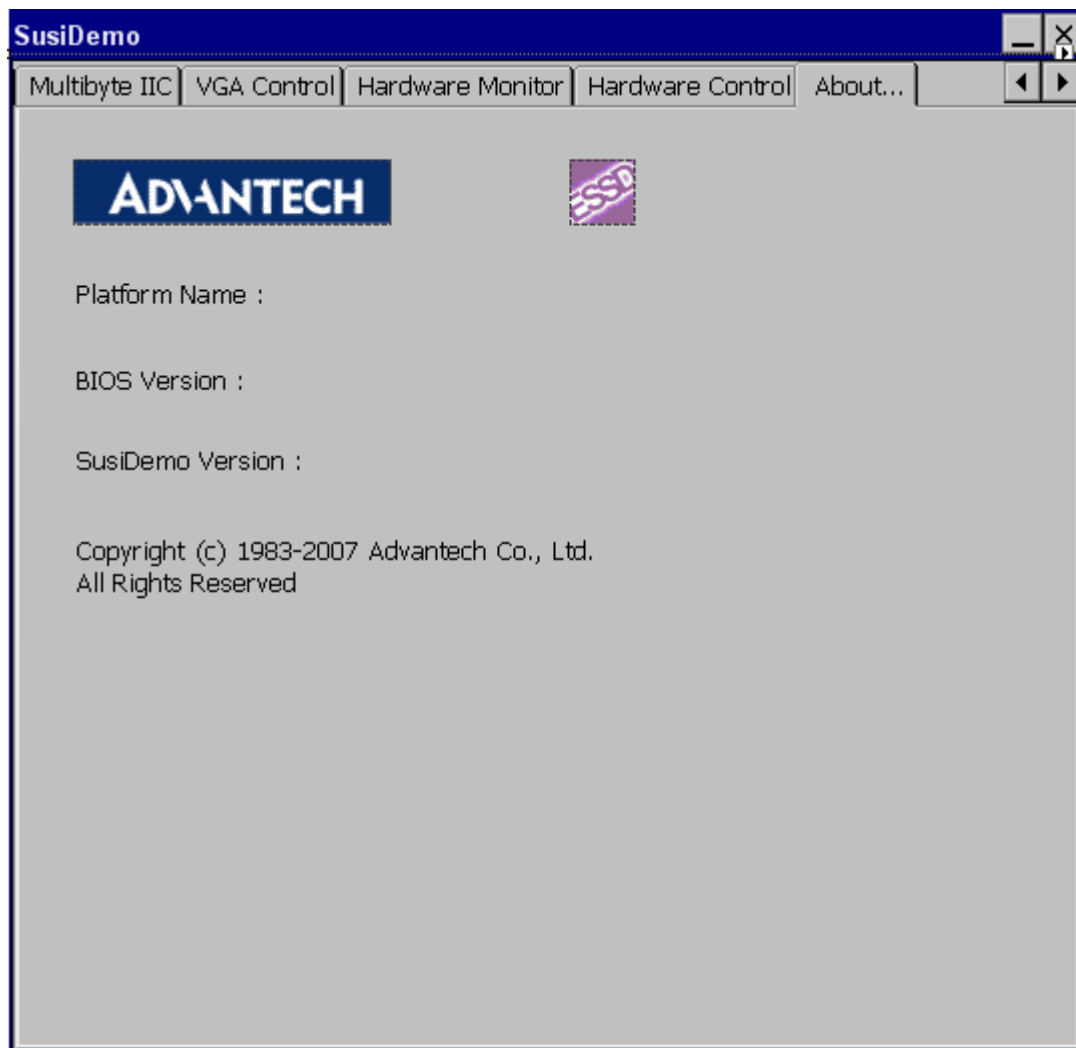 SusiDemo
Multibyte IIC VGA Control Hardware Monitor Hardware Control About...
ADVANTECH ESSD
Platform Name :
BIOS Version :
SusiDemo Version :
Copyright (c) 1983-2007 Advantech Co., Ltd.
All Rights Reserved